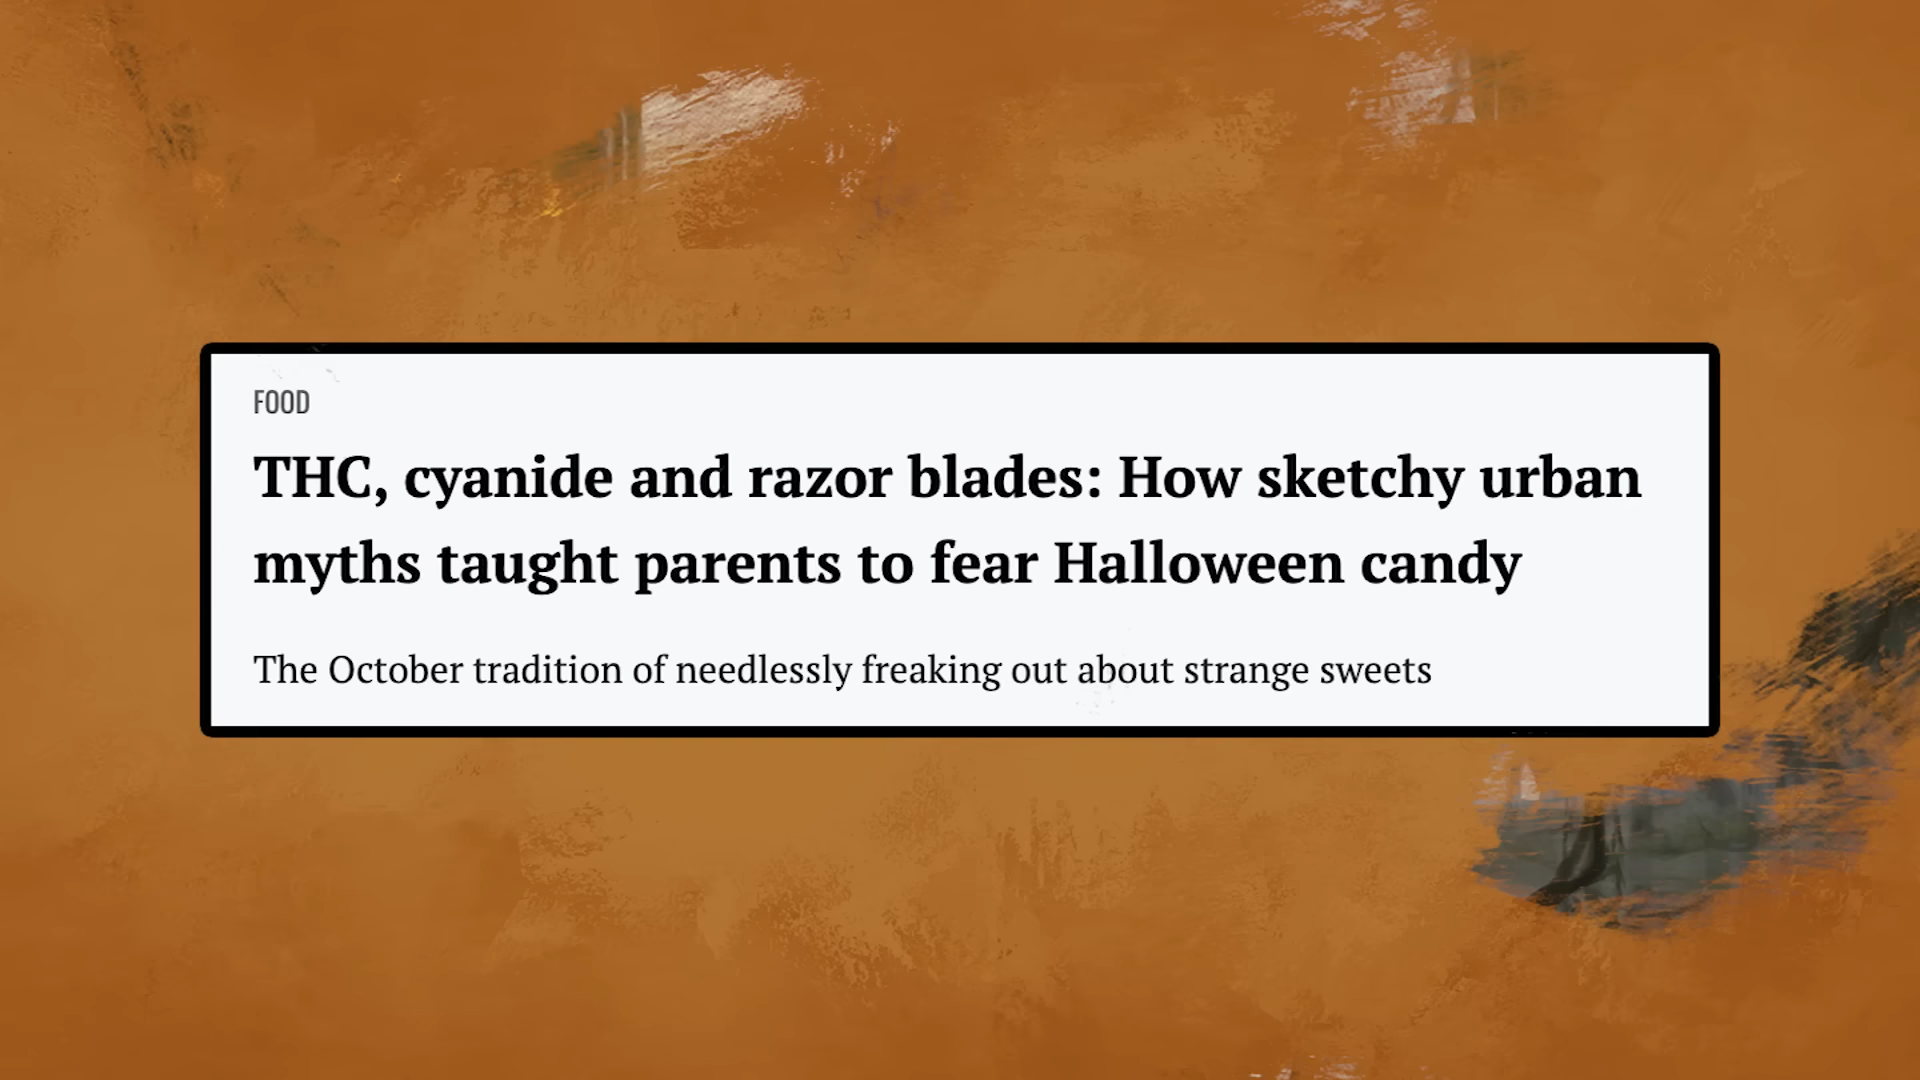 FOOD
THC, cyanide and razor blades: How sketchy urban
myths taught parents to fear Halloween candy
The October tradition of needlessly freaking out about strange sweets